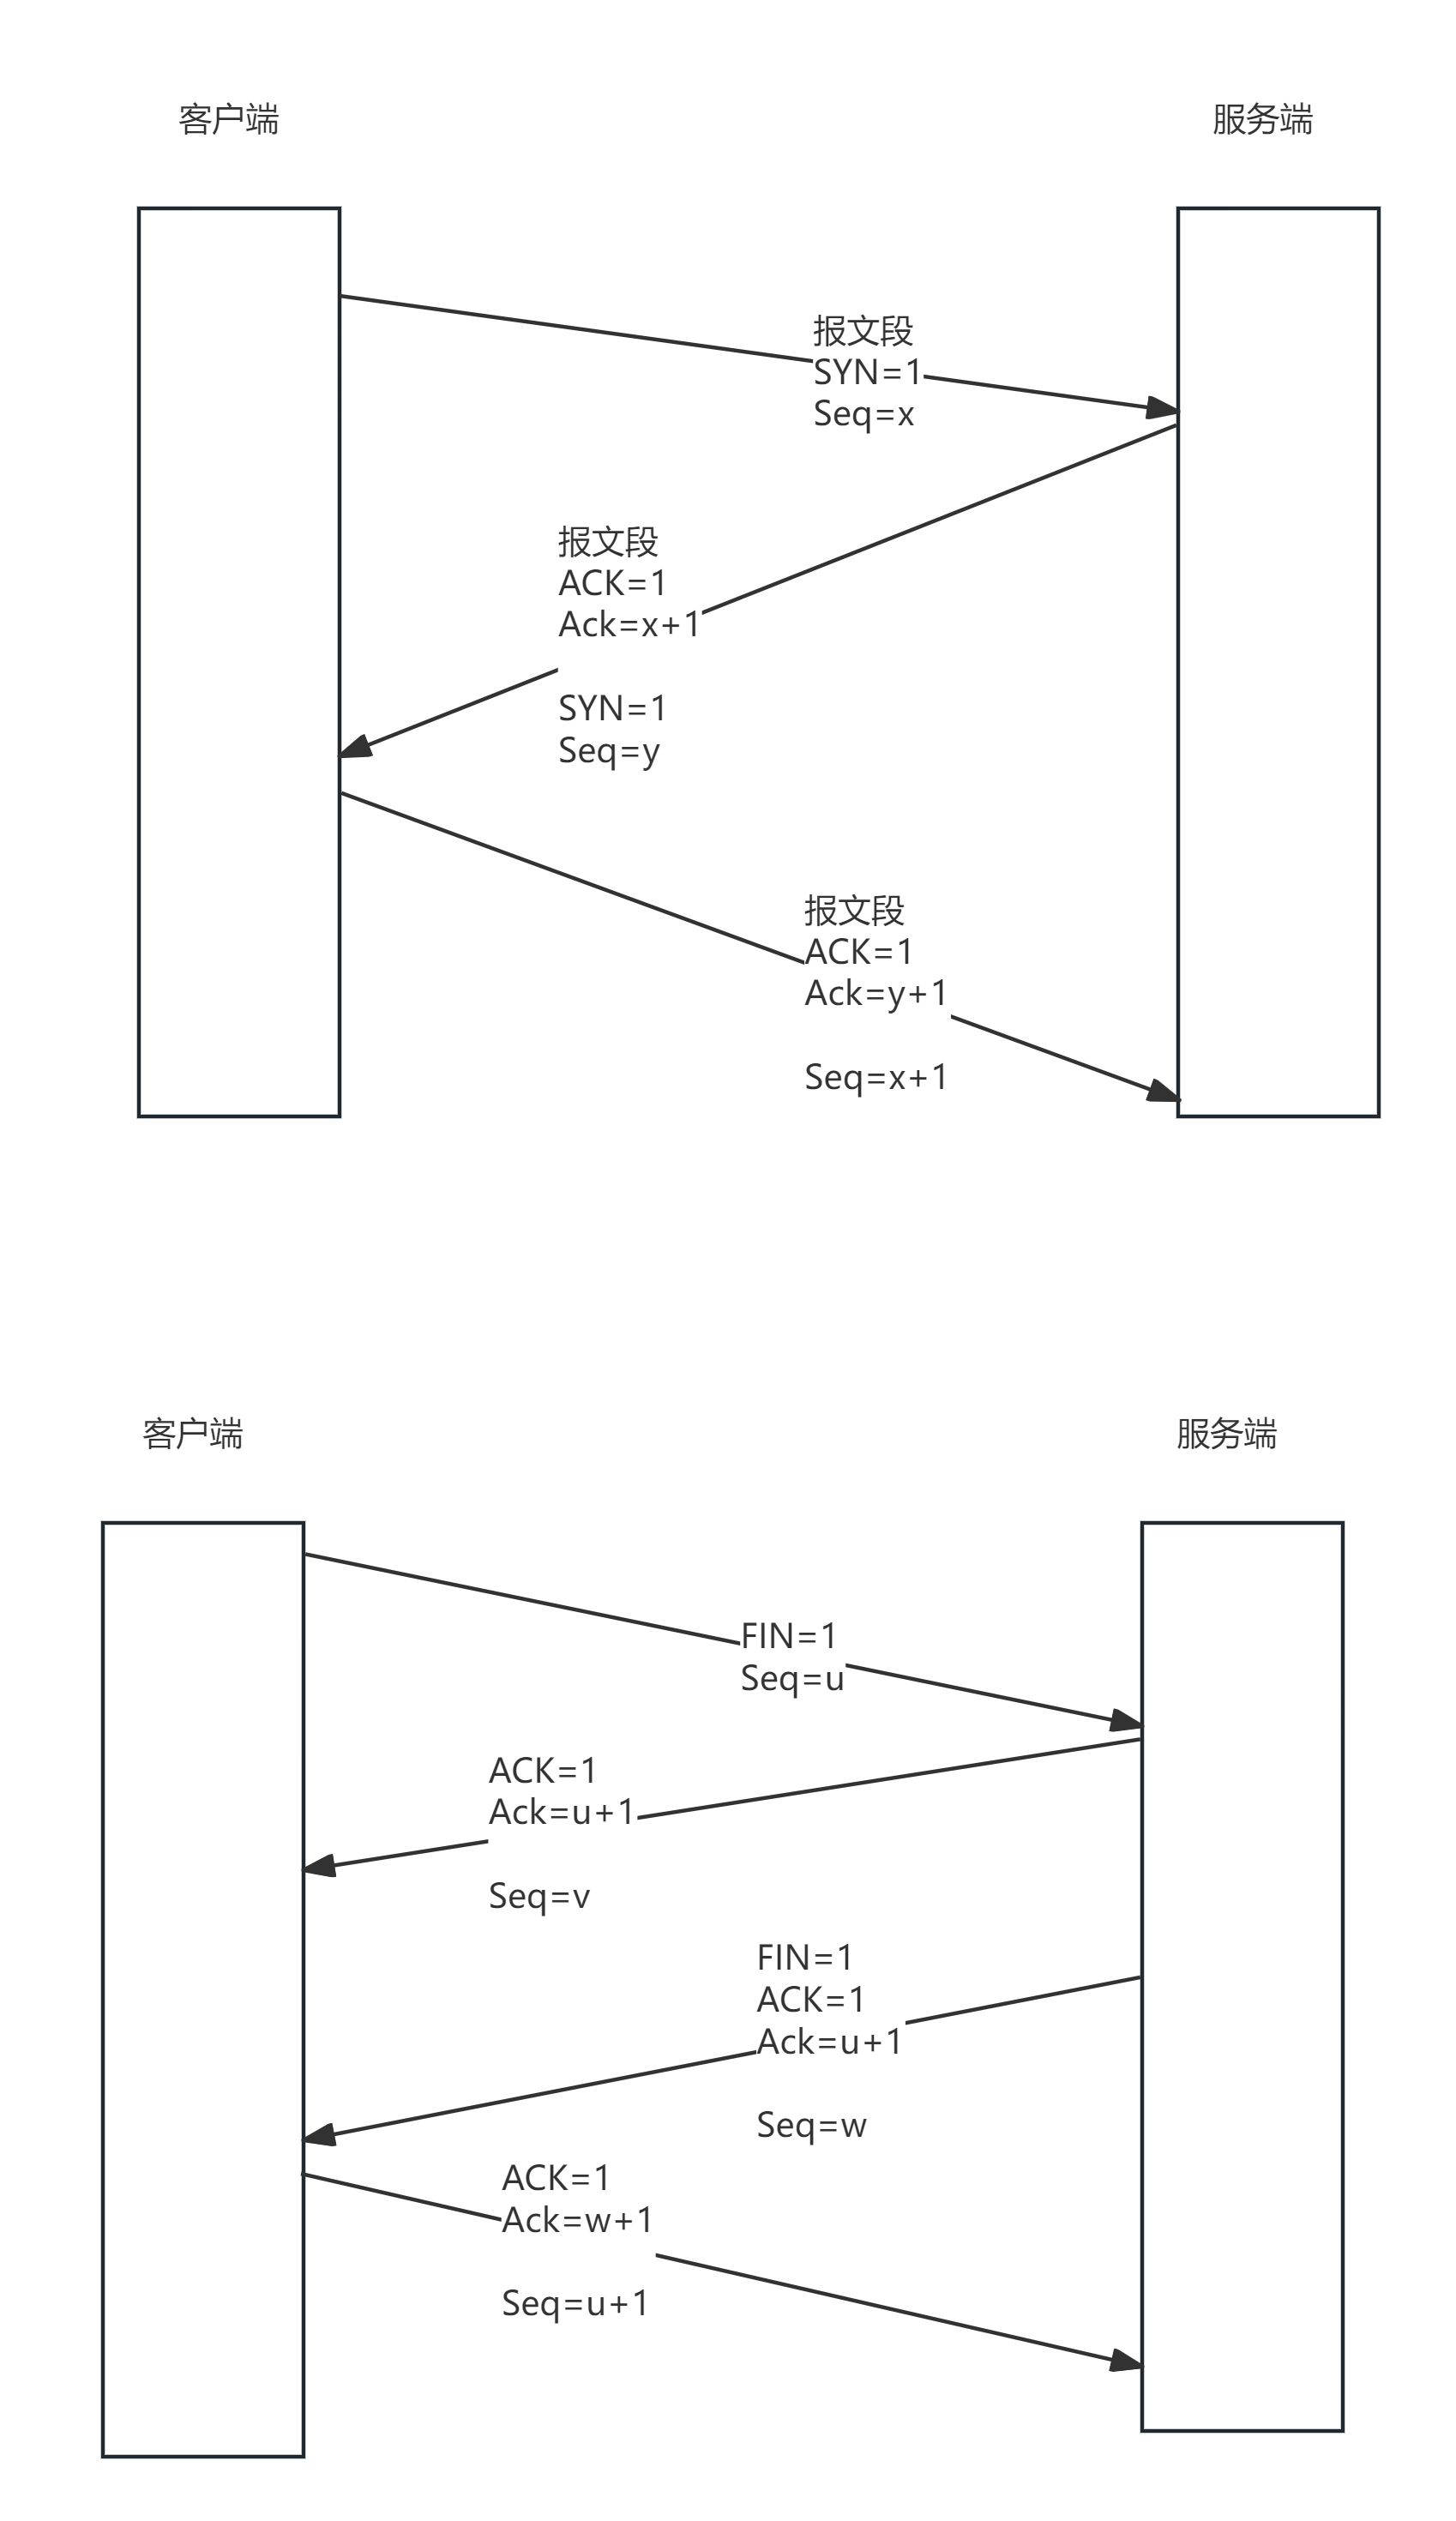 客户端
服务端
报文段
SYN=1
Seq=x
报文段
ACK=1
Ack=x+1
SYN=1
Seq=y
报文段
ACK=1
Ack=y+1
Seq=x+1
客户端
服务端
FIN=1
Seq=u
ACK=1
Ack=u+1
Seq=v
FIN=1
ACK=1
Ack=u+1
Seq=w
ACK=1
Ack=w+1
Seq=u+1